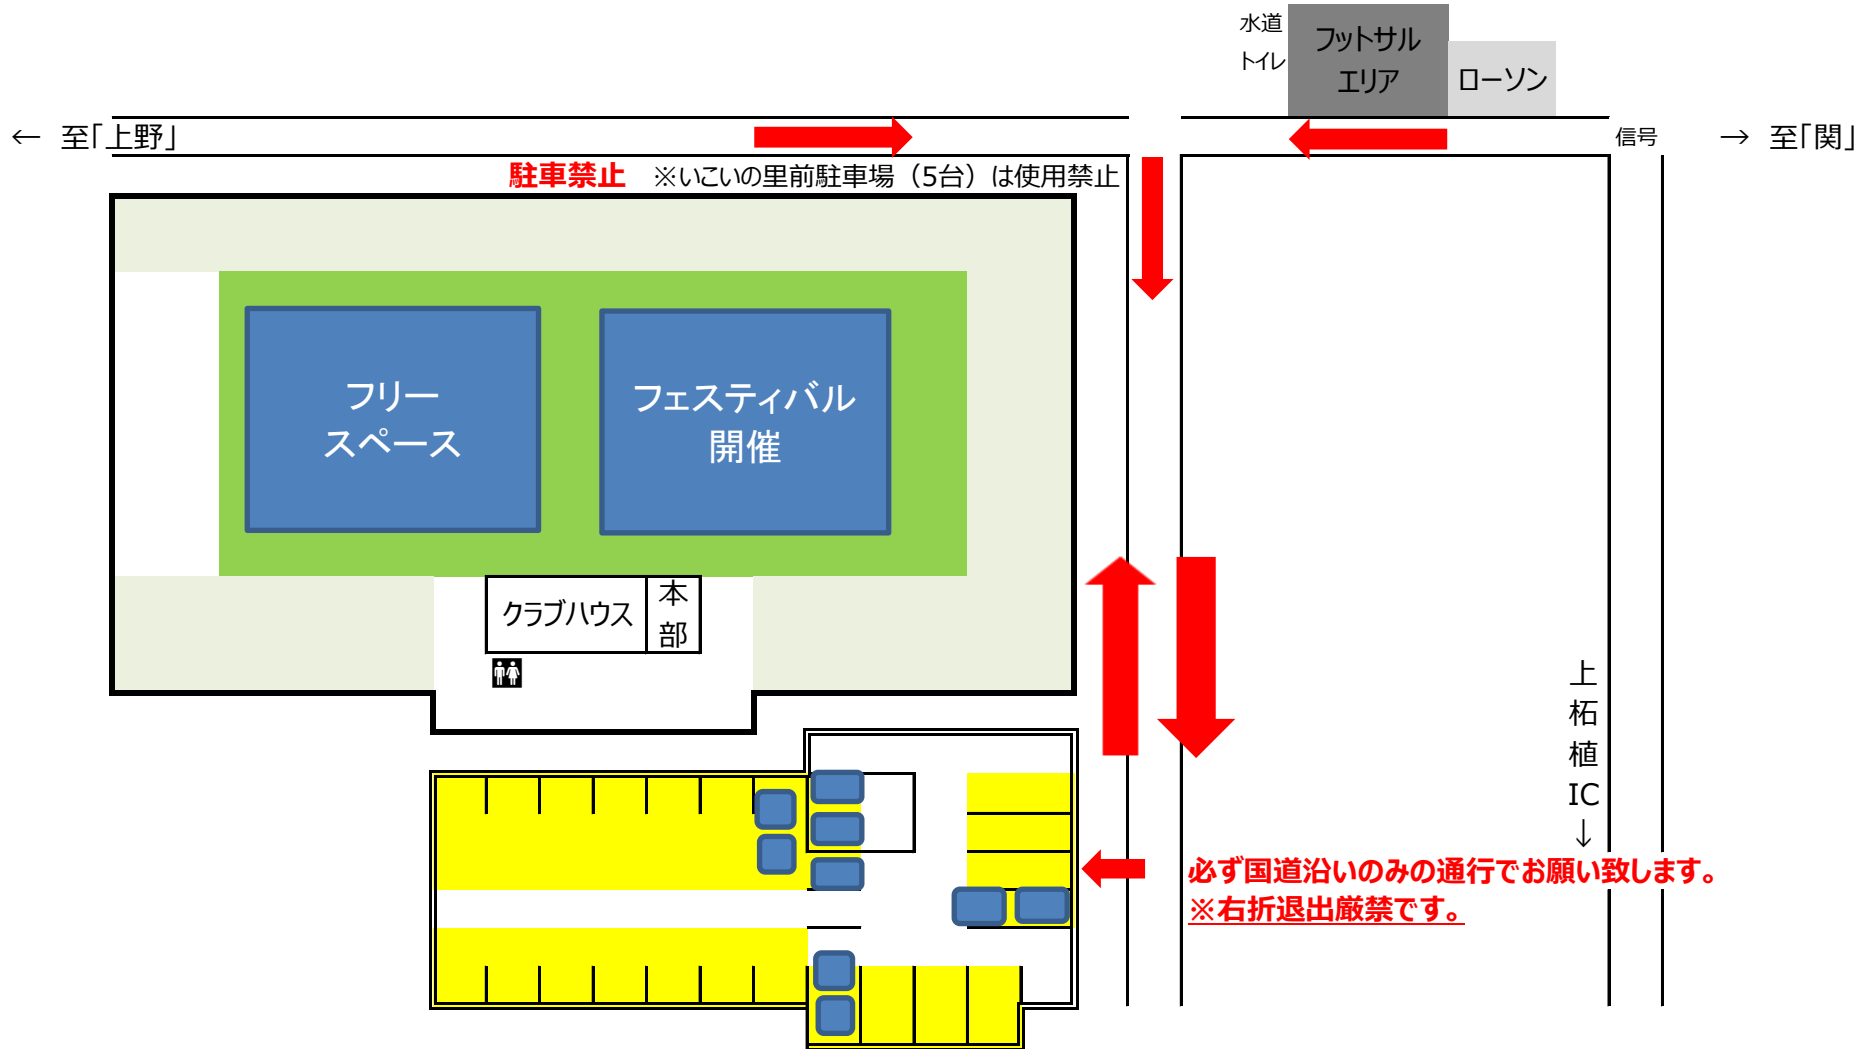 水道
トイレ
フットサル
エリア
ローソン
← 至「上野」
信号
→ 至「関」
駐車禁止 ※いこいの里前駐車場（5台）は使用禁止
フリー
スペース
フェスティバル
開催
クラブハウス
本
部
上
柘
植
IC
↓
必ず国道沿いのみの通行でお願い致します。
※右折退出厳禁です。